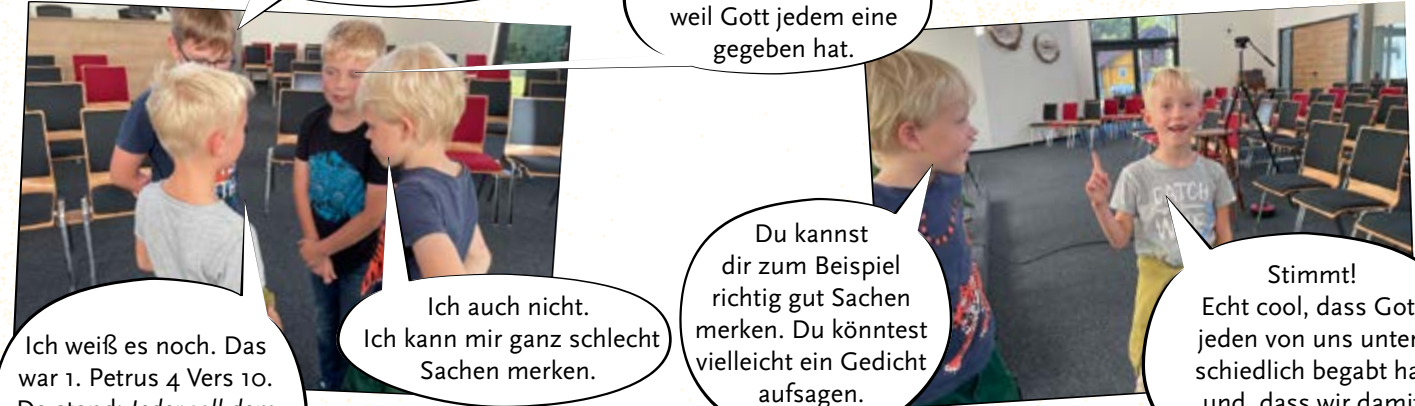 weil Gott jedem eine
gegeben hat.
Ich weiß es noch. Das
war 1. Petrus 4 Vers 10.
Ich auch nicht.
Ich kann mir ganz schlecht
Sachen merken.
Du kannst
dir zum Beispiel
richtig gut Sachen
merken. Du könntest
vielleicht ein Gedicht
aufsagen.
CATCH
Stimmt!
Echt cool, dass Got
jeden von uns unter
schiedlich begabt ha
und, dass wir dami